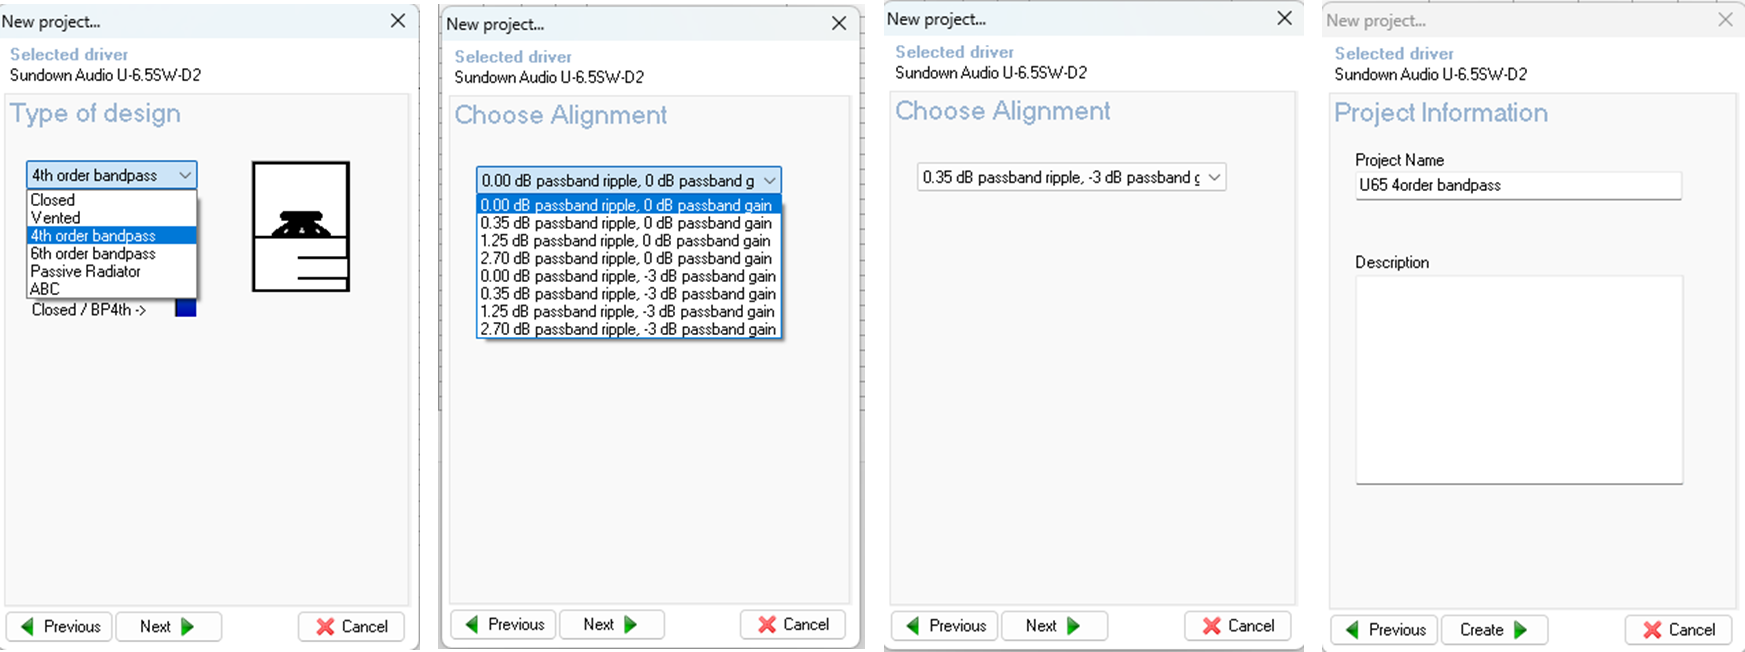 New project...
Selected driver
Sundown Audio U-6.5SW-D2
Type of design
4th order bandpass
Closed
Vented
4th order bandpass
6th order bandpass
Passive Radiator
ABC
Closed / BP4th ->
Previous
Next
Cancel
New project...
Selected driver
Sundown Audio U-6.5SW-D2
Choose Alignment
0.00 dB passband ripple, 0 dB passband g
0.00 dB passband ripple, 0 dB passband gain
0.35 dB passband ripple, 0 dB passband gain
1.25 dB passband ripple, 0 dB passband gain
2.70 dB passband ripple, 0 dB passband gain
0.00 dB passband ripple, -3 dB passband gain
0.35 dB passband ripple, -3 dB passband gain
1.25 dB passband ripple, -3 dB passband gain
2.70 dB passband ripple, -3 dB passband gain
Previous
Next
Cancel
New project...
Selected driver
Sundown Audio U-6.5SW-D2
Choose Alignment
0.35 dB passband ripple, -3 dB passband g
Previous
Next
Cancel
New project...
Selected driver
Sundown Audio U-6.5SW-D2
Project Information
Project Name
U65 4order bandpass
Description
Previous
Create
Cancel